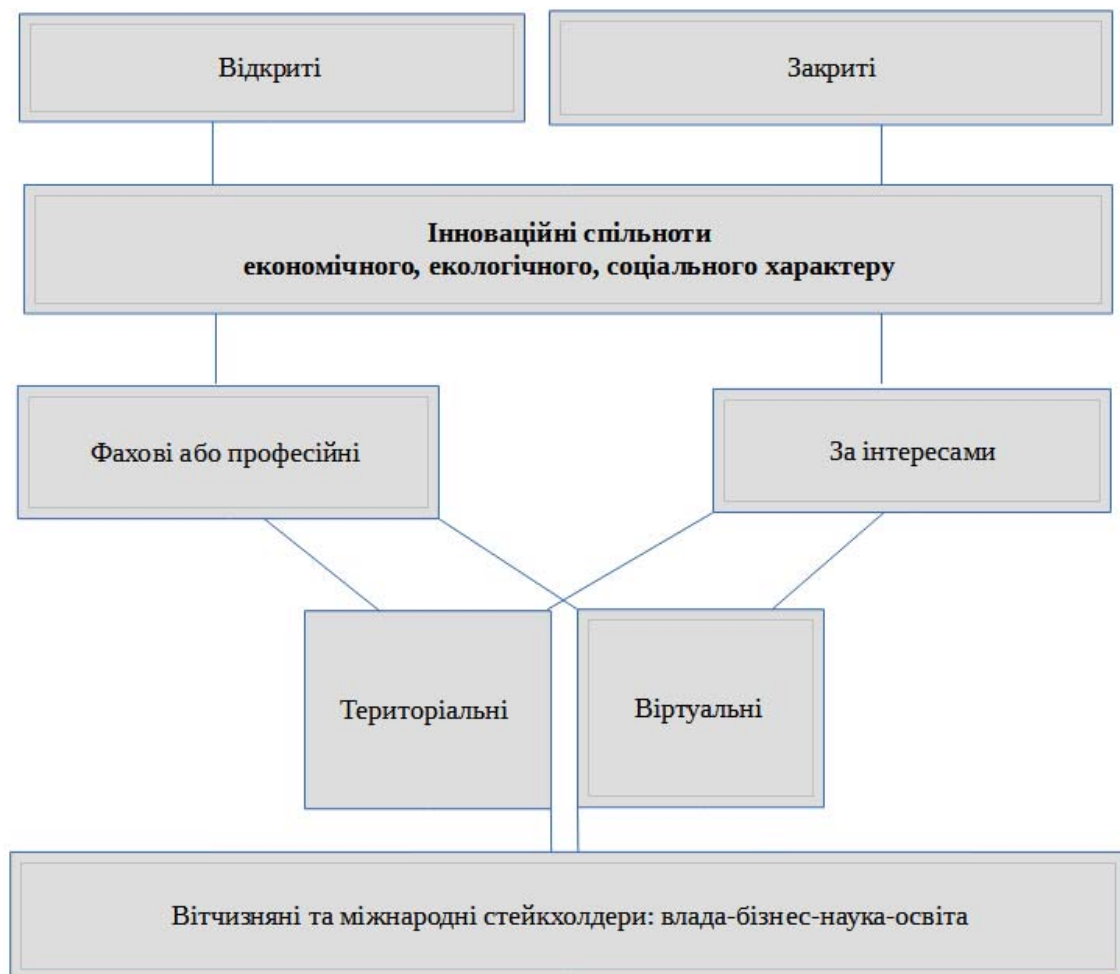 Відкриті
Закриті
Інноваційні спільноти
економічного, екологічного, соціального характеру
Фахові або професійні
За інтересами
Територіальні
Віртуальні
Вітчизняні та міжнародні стейкхолдери: влада-бізнес-наука-освіта